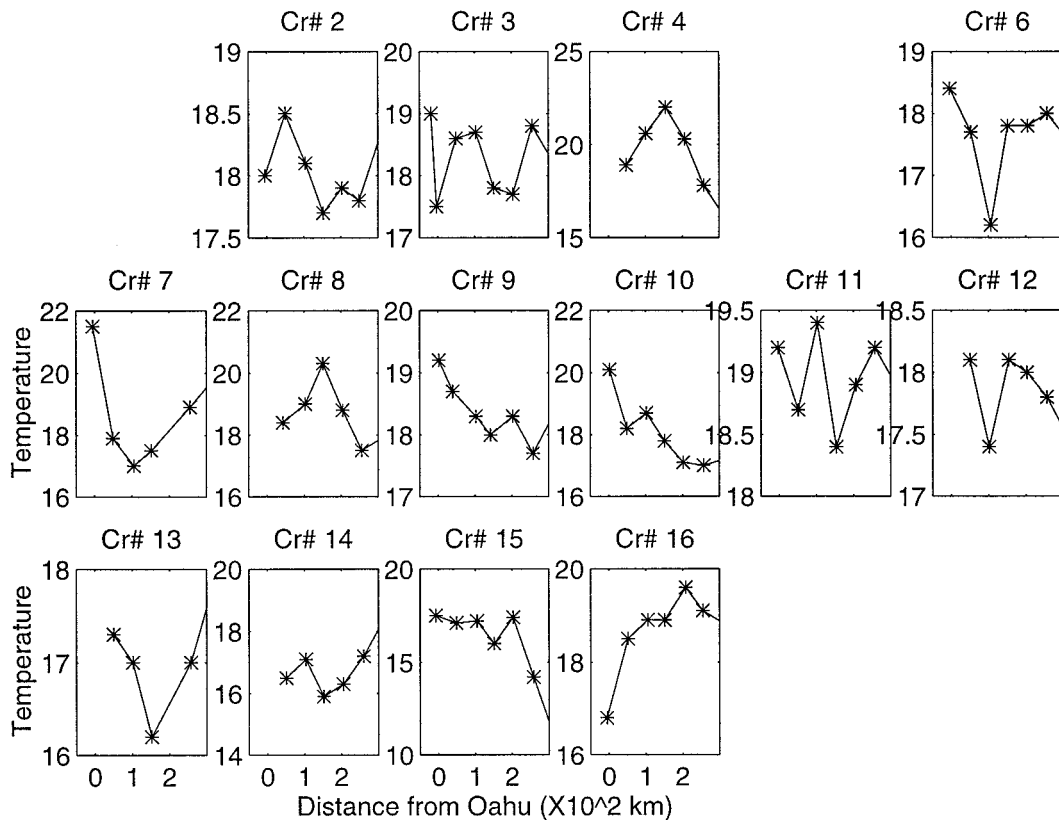 Cr# 2 Cr# 3 Cr# 4 Cr# 6
19 20 25 19
18.5 19 20 18
18 18 17
17.5 17 15 16
Cr# 7 Cr# 8 Cr# 9 Cr# 10 Cr# 11 Cr# 12
Temperature
22 22 20 22 19.5 18.5
20 20 19 20 19 18
18 18 18 18 18.5 17.5
16 16 17 16 18 17
Cr# 13 Cr# 14 Cr# 15 Cr# 16
Temperature
18 20 20 20
17 18 15 18
16
16 14 10 16
0 1 2 0 1 2 0 1 2 0 1 2
Distance from Oahu (X10^2 km)